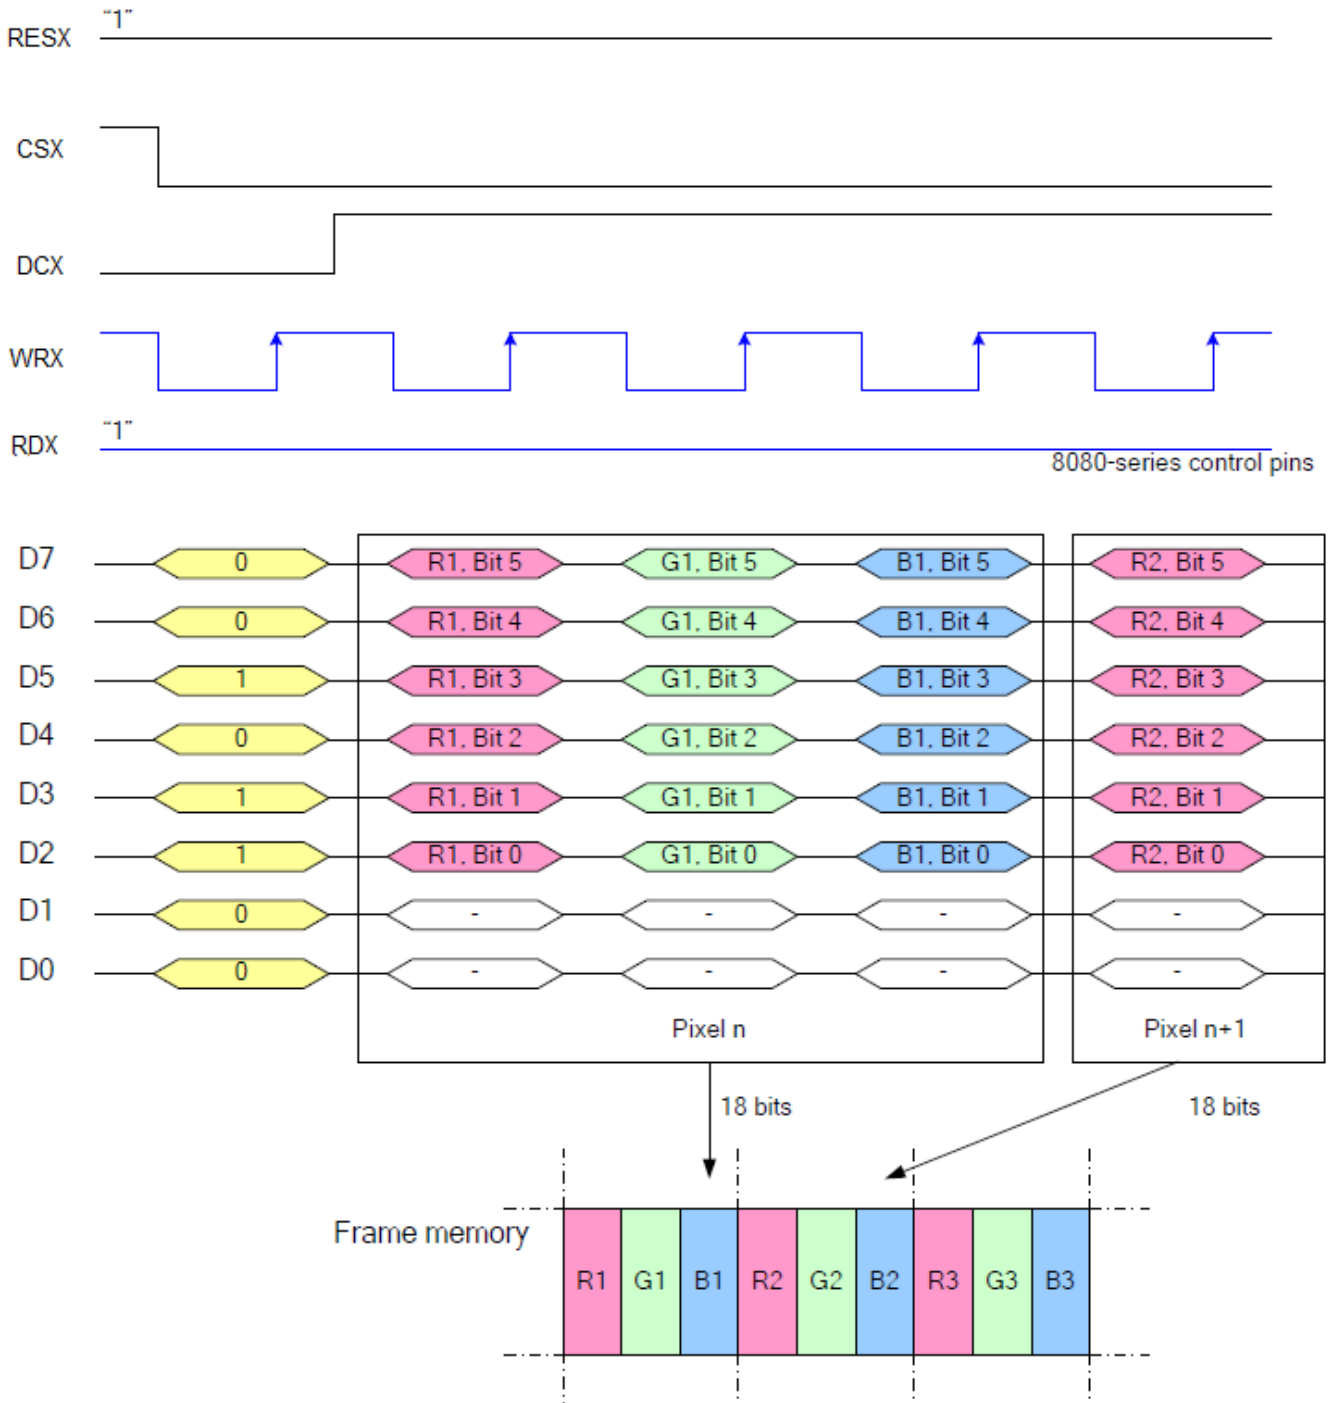 RESX "1"
CSX
DCX
WRX
RDX "1"
8080-series control pins
D7 0 R1, Bit 5 G1, Bit 5 B1, Bit 5 R2, Bit 5
D6 0 R1, Bit 4 G1, Bit 4 B1, Bit 4 R2, Bit 4
D5 1 R1, Bit 3 G1, Bit 3 B1, Bit 3 R2, Bit 3
D4 0 R1, Bit 2 G1, Bit 2 B1, Bit 2 R2, Bit 2
D3 1 R1, Bit 1 G1, Bit 1 B1, Bit 1 R2, Bit 1
D2 1 R1, Bit 0 G1, Bit 0 B1, Bit 0 R2, Bit 0
D1 0 - - - -
D0 0 - - - -
Pixel n Pixel n+1
18 bits 18 bits
Frame memory
R1 G1 B1 R2 G2 B2 R3 G3 B3